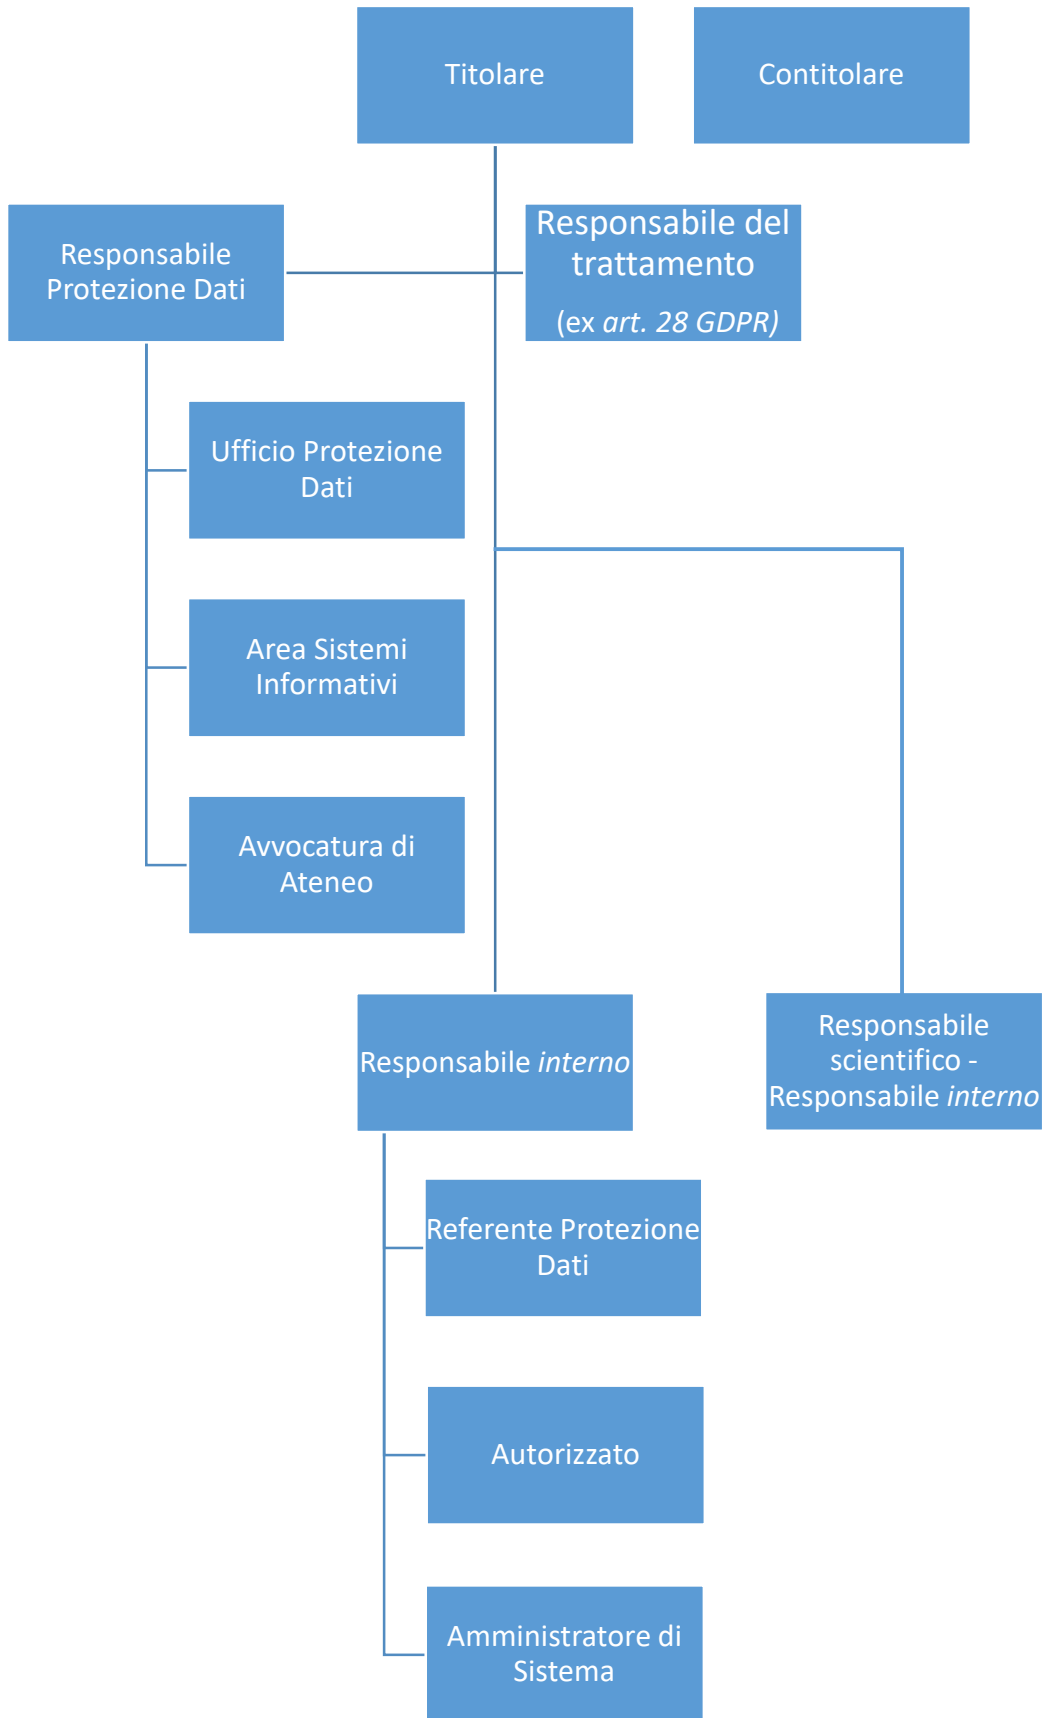 Titolare
Contitolare
Responsabile
Protezione Dati
Responsabile del
trattamento
(ex art. 28 GDPR)
Ufficio Protezione
Dati
Area Sistemi
Informativi
Avvocatura di
Ateneo
Responsabile interno
Responsabile
scientifico -
Responsabile interno
Referente Protezione
Dati
Autorizzato
Amministratore di
Sistema